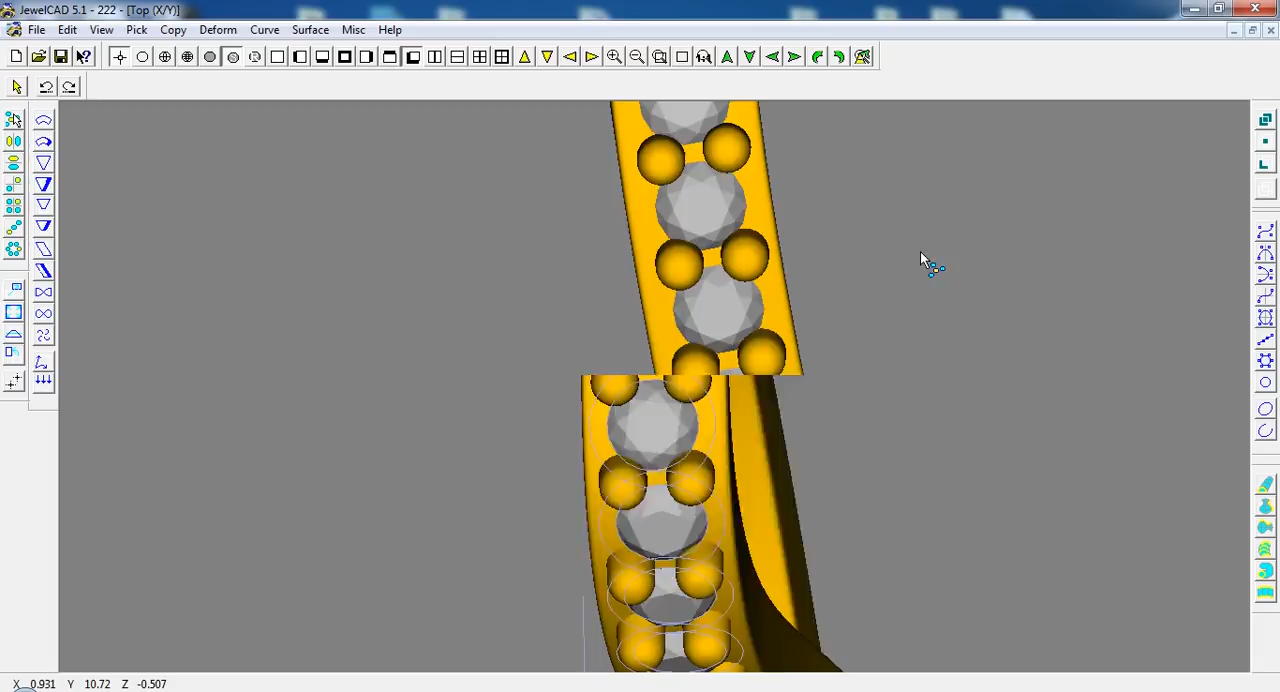 JewelCAD 5.1 - 222 - [Top (X/Y)]
File Edit View Pick Copy Deform Curve Surface Misc Help
X 0.931 Y 10.72 Z -0.507